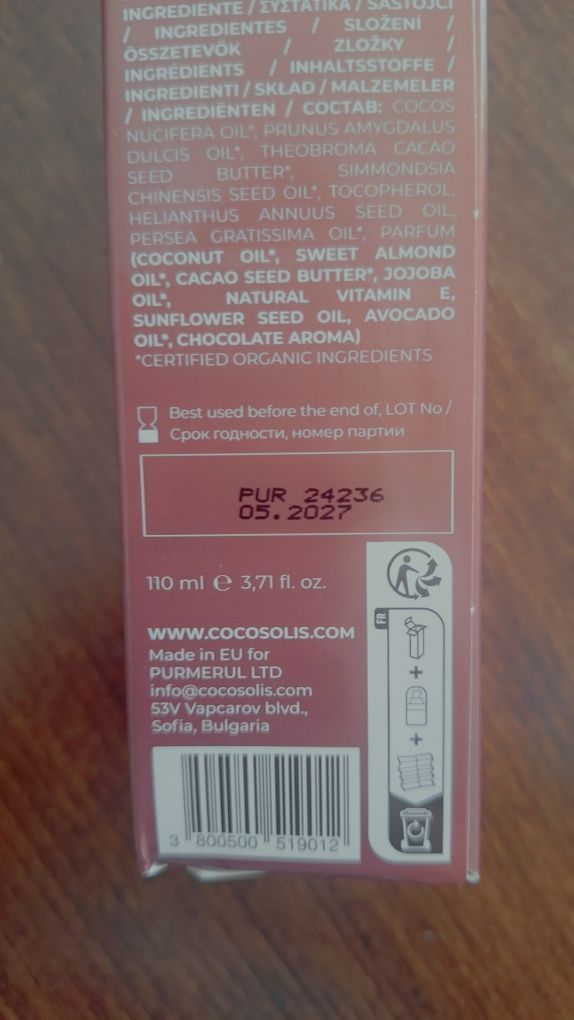 INGREDIENTE / ΣΥΣΤΑΤΙΚΑ / SASTOJCI
/ INGREDIENTES / SLOŽENÍ /
ÖSSZETEVŐK / ZLOŽKY /
INGRÉDIENTS / INHALTSSTOFFE /
INGREDIENTI / SKŁAD / MALZEMELER
/ INGREDIËNTEN / СОСТАВ: COCOS
NUCIFERA OIL*, PRUNUS AMYGDALUS
DULCIS OIL*, THEOBROMA CACAO
SEED BUTTER*, SIMMONDSIA
CHINENSIS SEED OIL*, TOCOPHEROL,
HELIANTHUS ANNUUS SEED OIL,
PERSEA GRATISSIMA OIL*, PARFUM
(COCONUT OIL*, SWEET ALMOND
OIL*, CACAO SEED BUTTER*, JOJOBA
OIL*, NATURAL VITAMIN E,
SUNFLOWER SEED OIL, AVOCADO
OIL*, CHOCOLATE AROMA)
*CERTIFIED ORGANIC INGREDIENTS
Best used before the end of, LOT No /
Срок годности, номер партии
PUR 24236
05.2027
110 ml ℮ 3,71 fl. oz.
FR
WWW.COCOSOLIS.COM
Made in EU for
PURMERUL LTD
info@cocosolis.com
53V Vapcarov blvd.,
Sofia, Bulgaria
+
+
3 800500 519012